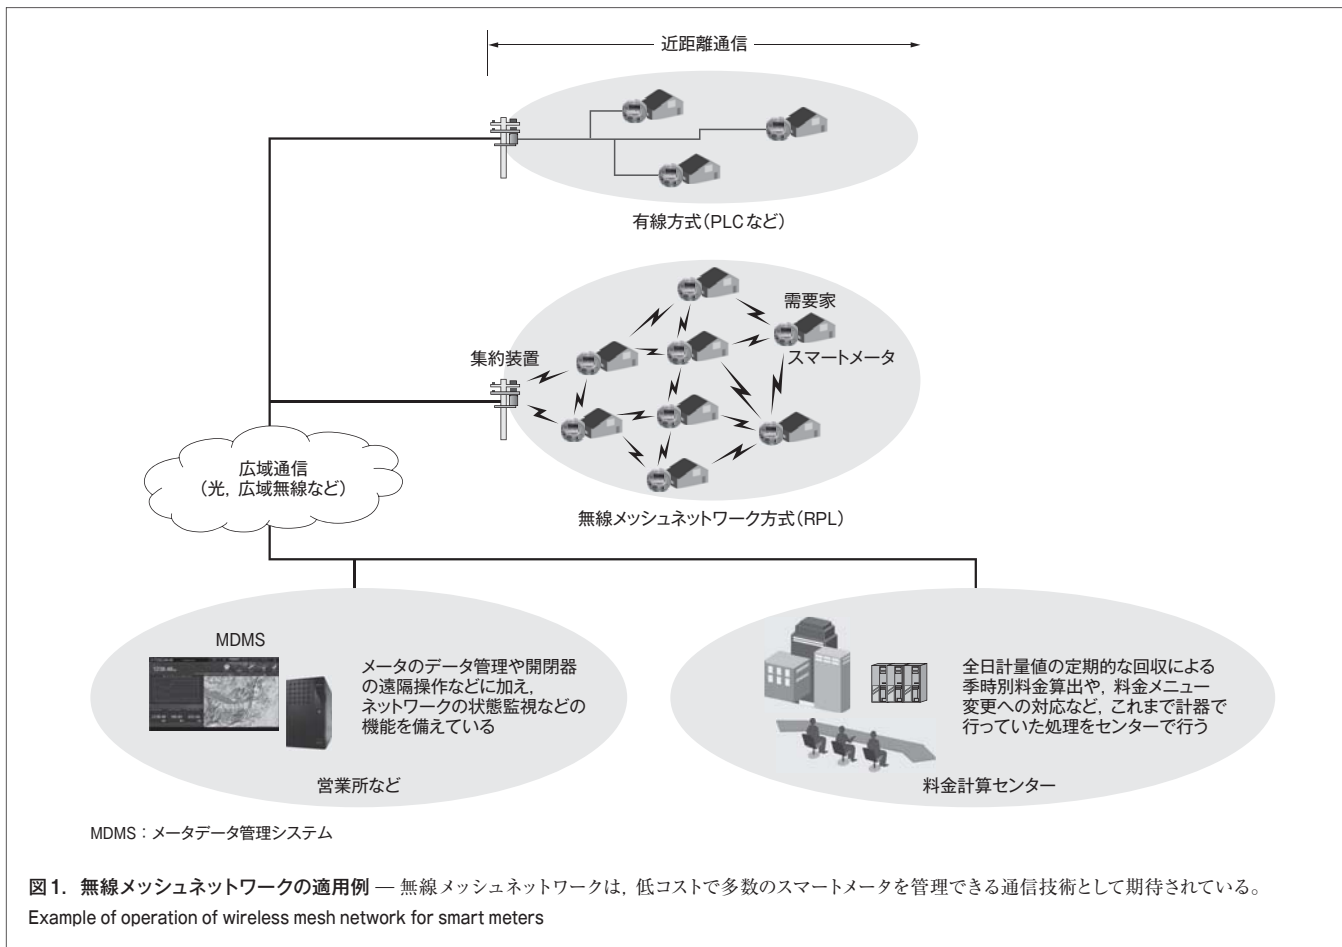 近距離通信
有線方式(PLCなど)
需要家
集約装置
スマートメータ
広域通信
(光，広域無線など)
無線メッシュネットワーク方式(RPL)
MDMS
メータのデータ管理や開閉器
の遠隔操作などに加え，
ネットワークの状態監視などの
機能を備えている
営業所など
全日計量値の定期的な回収による
季時別料金算出や，料金メニュー
変更への対応など，これまで計器で
行っていた処理をセンターで行う
料金計算センター
MDMS：メータデータ管理システム
図1．無線メッシュネットワークの適用例 — 無線メッシュネットワークは，低コストで多数のスマートメータを管理できる通信技術として期待されている。
Example of operation of wireless mesh network for smart meters